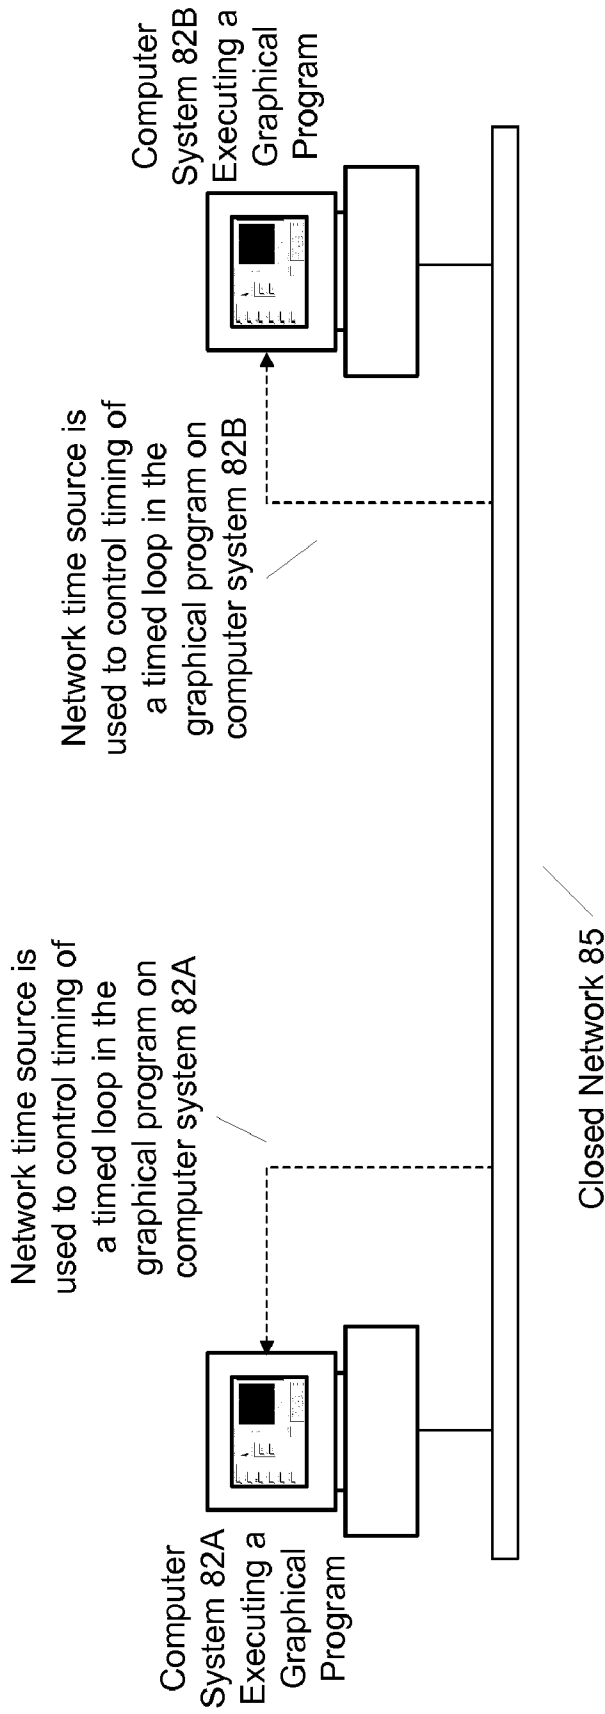 Network time source is
used to control timing of
a timed loop in the
graphical program on
computer system 82A
Network time source is
used to control timing of
a timed loop in the
graphical program on
computer system 82B
Computer
System 82A
Executing a
Graphical
Program
Computer
System 82B
Executing a
Graphical
Program
Closed Network 85